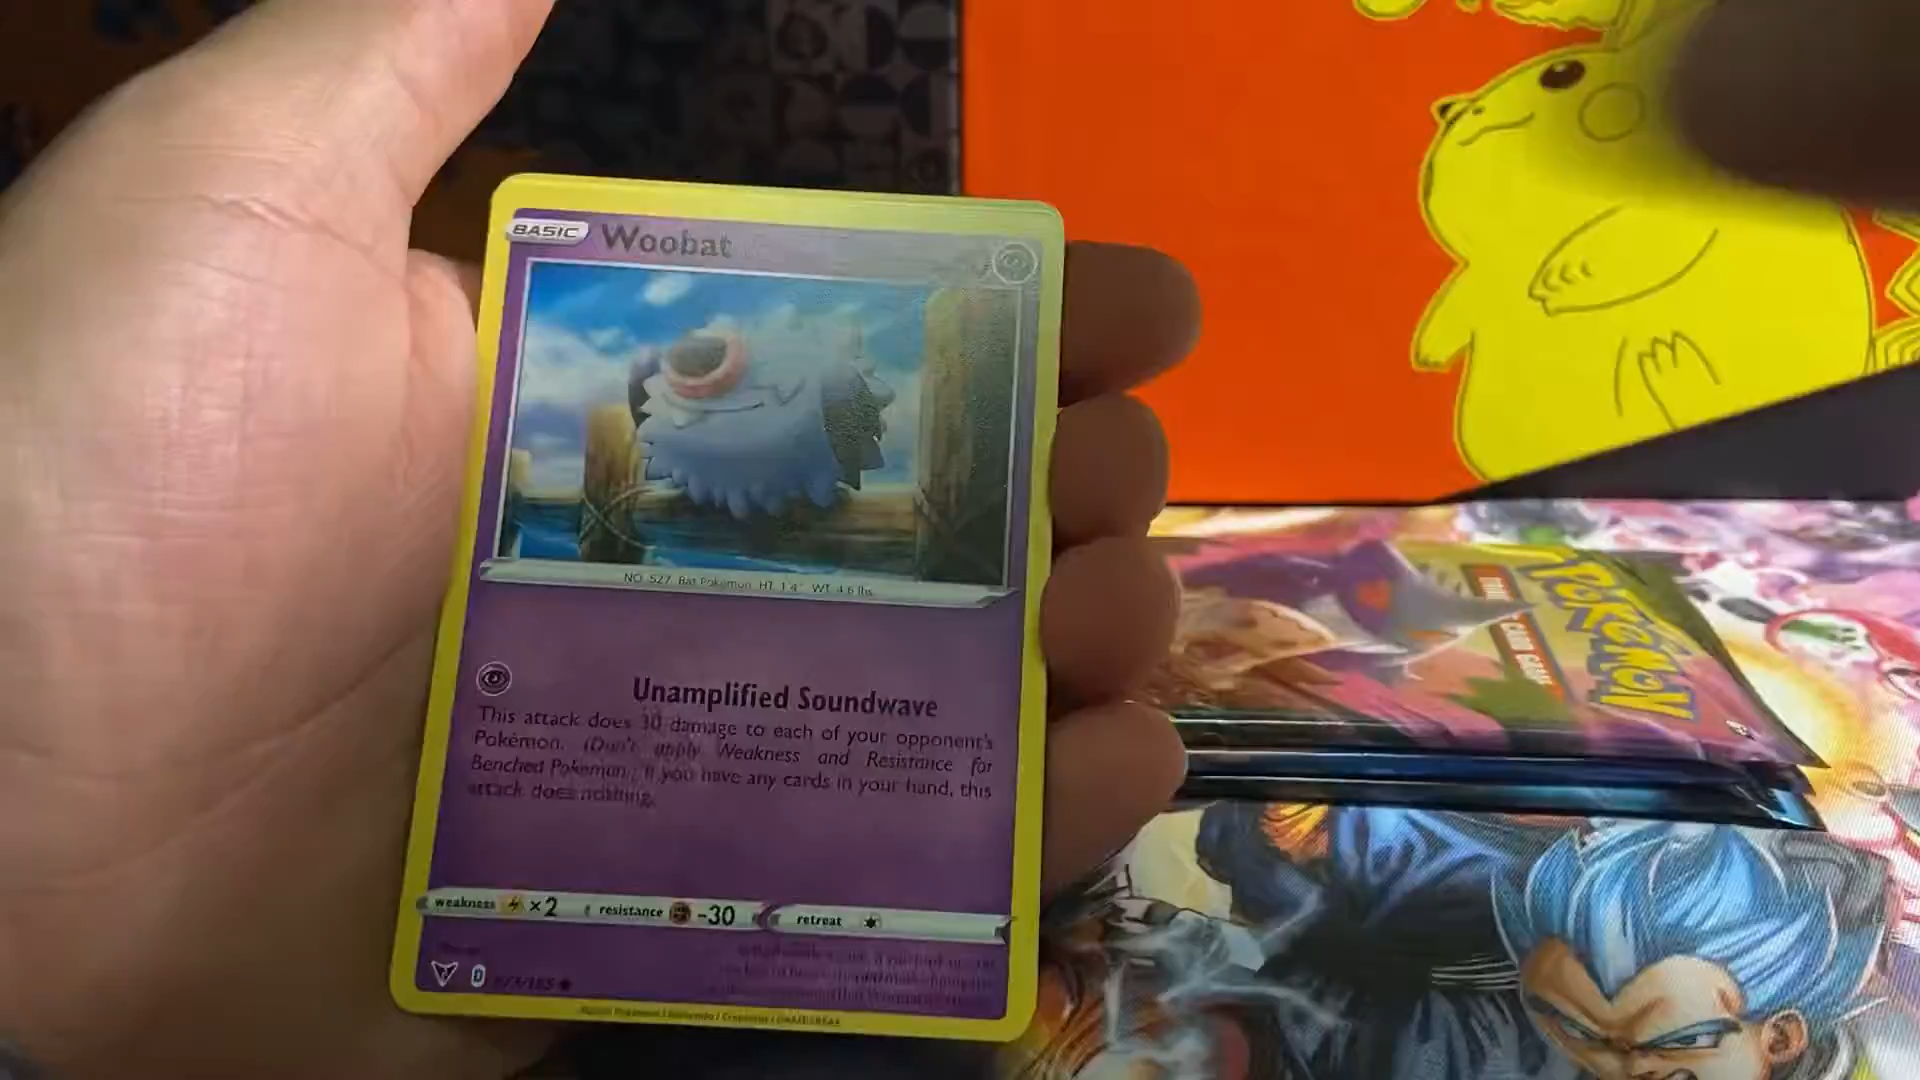 BASIC Woobat
NO. 527 Bat Pokémon HT. 1'4" WT. 4.6 lbs.
Unamplified Soundwave
This attack does 30 damage to each of your opponent's
Pokémon. (Don't apply Weakness and Resistance for
Benched Pokémon.) If you have any cards in your hand, this
attack does nothing.
weakness ×2 resistance -30 retreat
D
POKÉMON